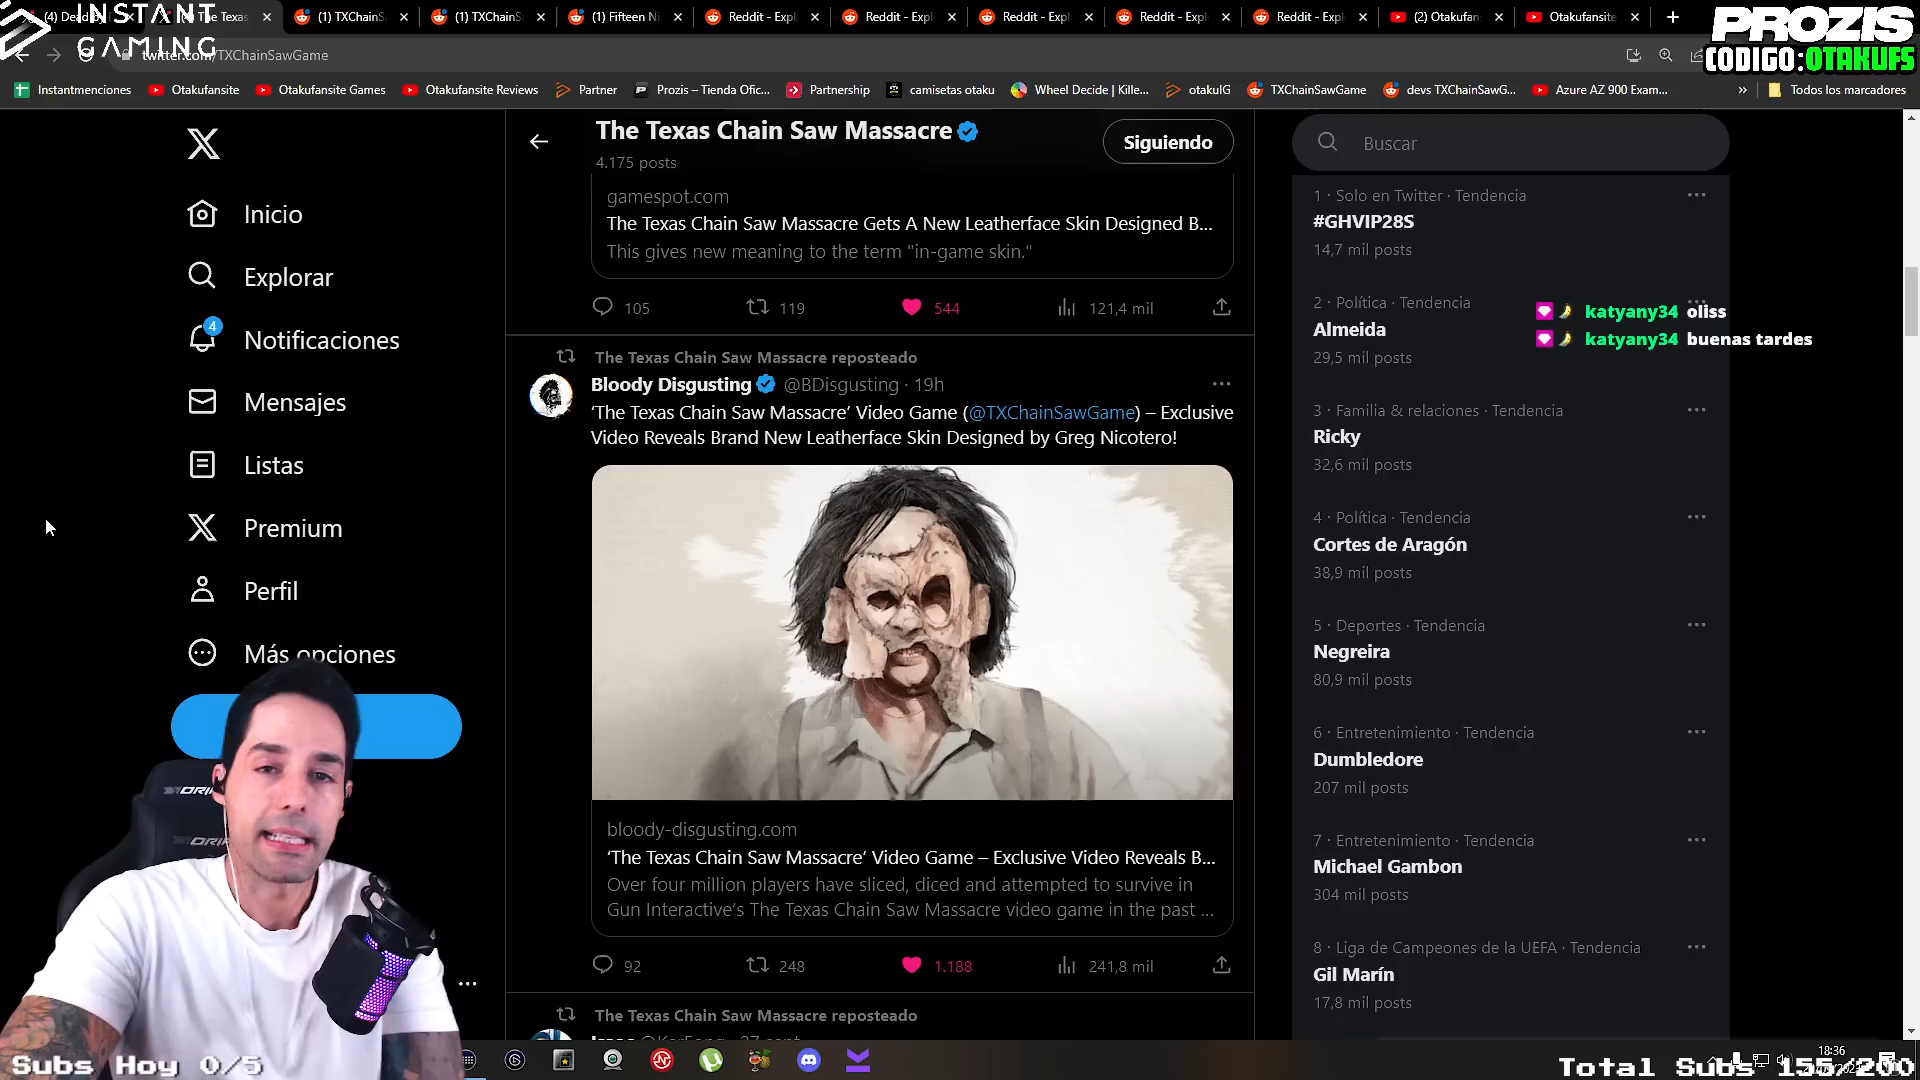 INSTANT
GAMING
The Texas
(1) TXChainS
(1) TXChainS
(1) Fifteen Ni
Reddit - Expl
Reddit - Expl
Reddit - Expl
Reddit - Expl
Reddit - Expl
(2) Otakufan
Otakufansite
PROZIS
CODIGO:OTAKUFS
twitter.com/TXChainSawGame
Instantmenciones
Otakufansite
Otakufansite Games
Otakufansite Reviews
Partner
Prozis – Tienda Ofic...
Partnership
camisetas otaku
Wheel Decide | Kille...
otakuIG
TXChainSawGame
devs TXChainSawG...
Azure AZ 900 Exam...
Todos los marcadores
Inicio
Explorar
4
Notificaciones
Mensajes
Listas
Premium
Perfil
Más opciones
The Texas Chain Saw Massacre
4.175 posts
Siguiendo
gamespot.com
The Texas Chain Saw Massacre Gets A New Leatherface Skin Designed B...
This gives new meaning to the term "in-game skin."
105
119
544
121,4 mil
The Texas Chain Saw Massacre reposteado
Bloody Disgusting @BDisgusting · 19h
‘The Texas Chain Saw Massacre’ Video Game (@TXChainSawGame) – Exclusive
Video Reveals Brand New Leatherface Skin Designed by Greg Nicotero!
bloody-disgusting.com
‘The Texas Chain Saw Massacre’ Video Game – Exclusive Video Reveals B...
Over four million players have sliced, diced and attempted to survive in
Gun Interactive’s The Texas Chain Saw Massacre video game in the past ...
92
248
1.188
241,8 mil
The Texas Chain Saw Massacre reposteado
Buscar
1 · Solo en Twitter · Tendencia
#GHVIP28S
14,7 mil posts
2 · Política · Tendencia
Almeida
29,5 mil posts
3 · Familia & relaciones · Tendencia
Ricky
32,6 mil posts
4 · Política · Tendencia
Cortes de Aragón
38,9 mil posts
5 · Deportes · Tendencia
Negreira
80,9 mil posts
6 · Entretenimiento · Tendencia
Dumbledore
207 mil posts
7 · Entretenimiento · Tendencia
Michael Gambon
304 mil posts
8 · Liga de Campeones de la UEFA · Tendencia
Gil Marín
17,8 mil posts
katyany34 oliss
katyany34 buenas tardes
Subs Hoy 0/5
18:36
Total Subs 155/200